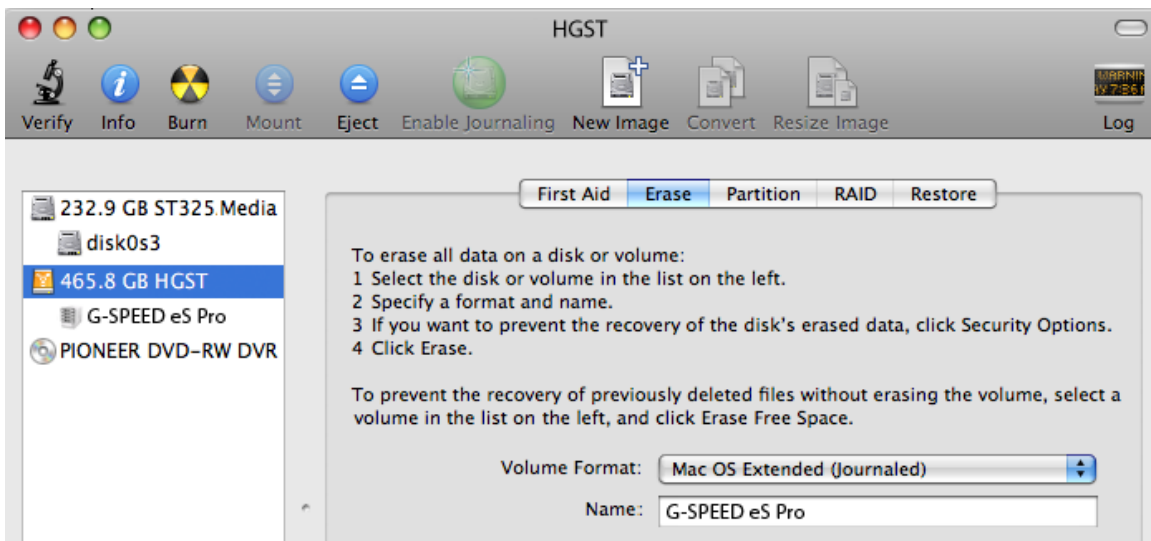 HGST
Verify Info Burn Mount Eject Enable Journaling New Image Convert Resize Image Log
First Aid Erase Partition RAID Restore
232.9 GB ST325 Media
disk0s3
465.8 GB HGST
G-SPEED eS Pro
PIONEER DVD-RW DVR
To erase all data on a disk or volume:
1 Select the disk or volume in the list on the left.
2 Specify a format and name.
3 If you want to prevent the recovery of the disk's erased data, click Security Options.
4 Click Erase.
To prevent the recovery of previously deleted files without erasing the volume, select a
volume in the list on the left, and click Erase Free Space.
Volume Format: Mac OS Extended (Journaled)
Name: G-SPEED eS Pro